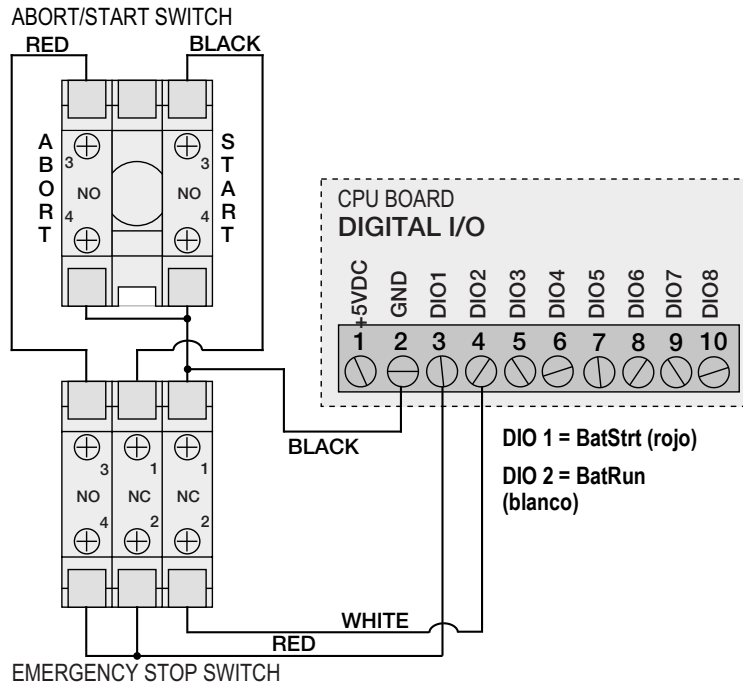 ABORT/START SWITCH
RED
BLACK
ABORT
3
NO
4
START
3
NO
4
CPU BOARD
DIGITAL I/O
+5VDC
GND
DIO1
DIO2
DIO3
DIO4
DIO5
DIO6
DIO7
DIO8
1 2 3 4 5 6 7 8 9 10
BLACK
DIO 1 = BatStrt (rojo)
DIO 2 = BatRun
(blanco)
3 1 1
NO NC NC
4 2 2
WHITE
RED
EMERGENCY STOP SWITCH